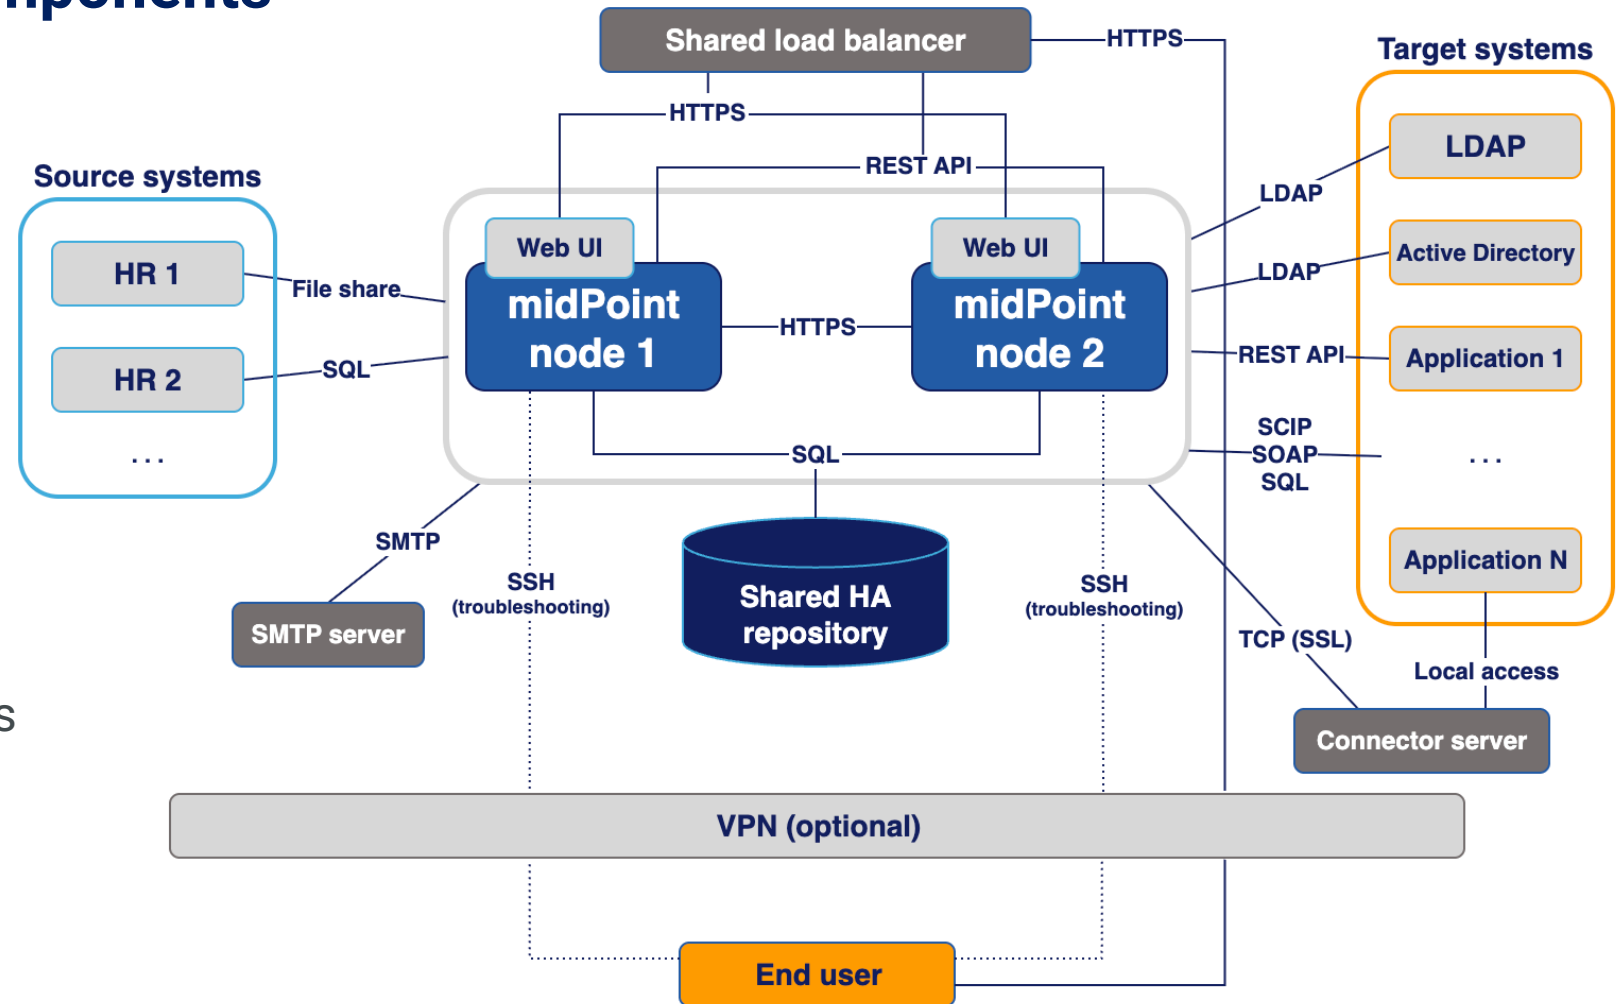 mponents
Shared load balancer
HTTPS
Target systems
HTTPS
LDAP
REST API
Source systems
LDAP
Web UI
Web UI
Active Directory
HR 1
File share
LDAP
midPoint
node 1
HTTPS
midPoint
node 2
REST API
Application 1
HR 2
SQL
...
SCIP
SOAP
SQL
...
SQL
SMTP
Application N
SSH
(troubleshooting)
Shared HA
repository
SSH
(troubleshooting)
SMTP server
TCP (SSL)
Local access
s
Connector server
VPN (optional)
End user